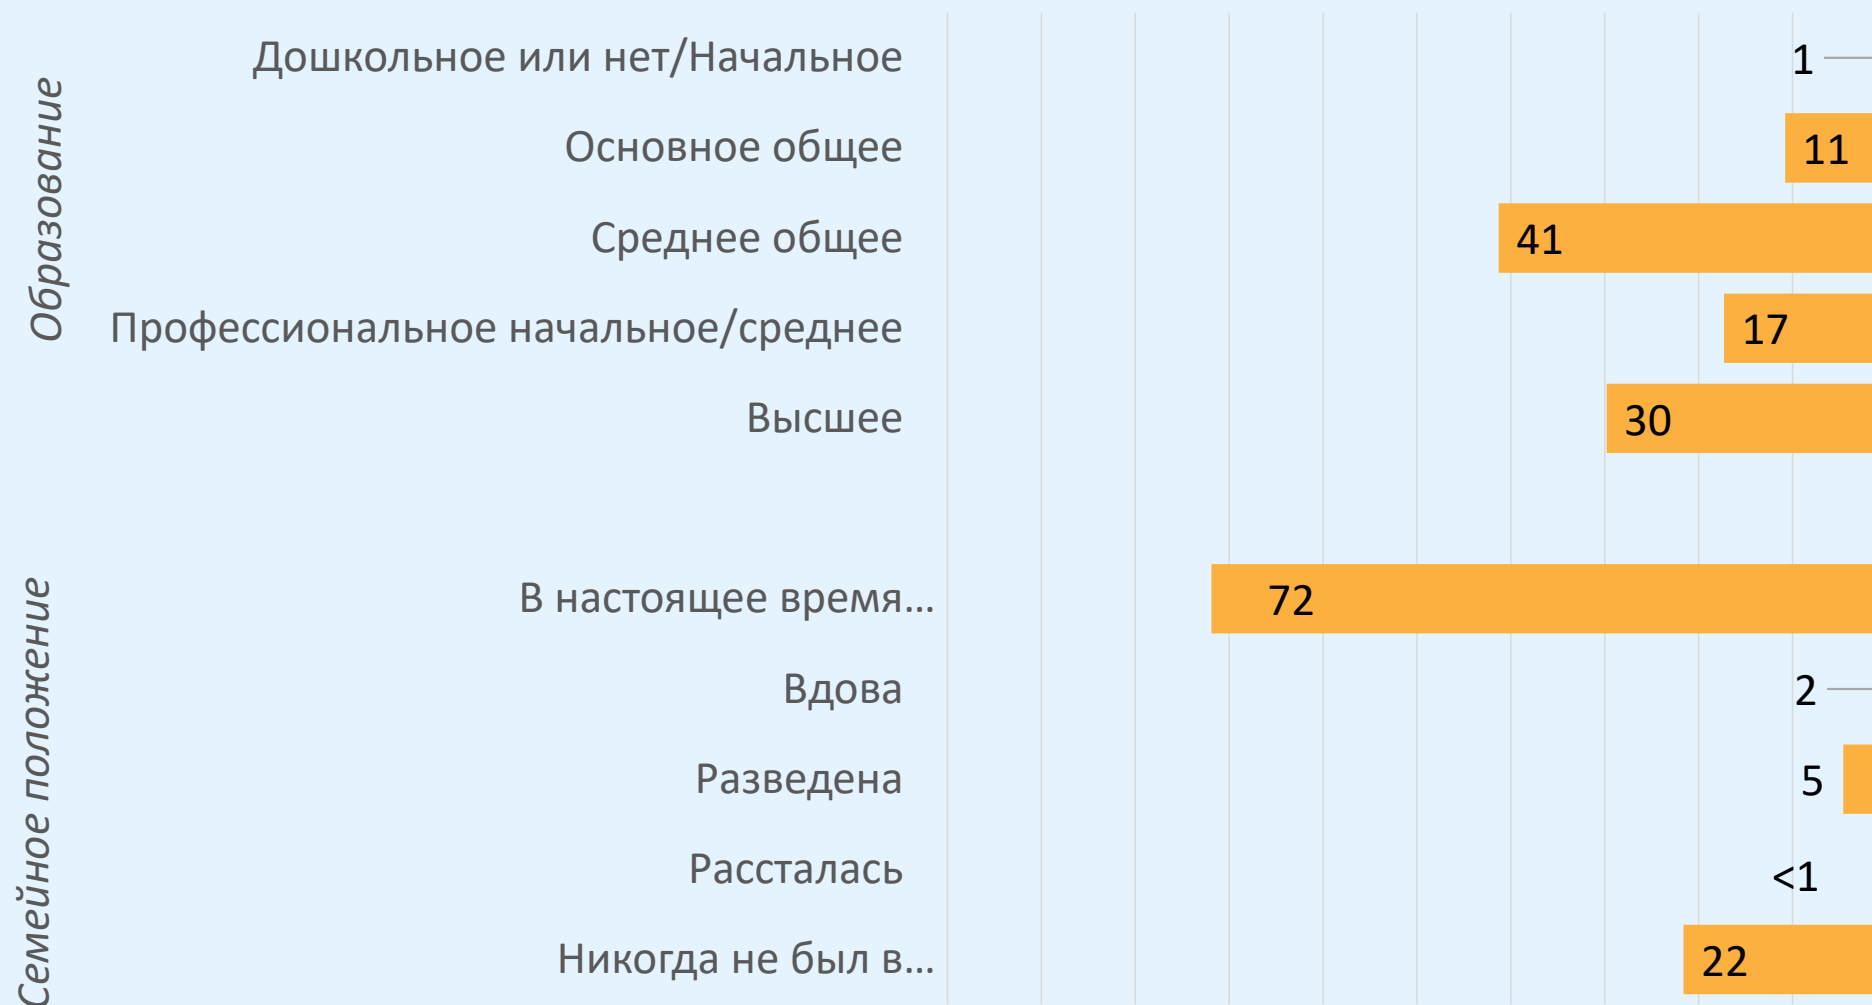 Образование
Дошкольное или нет/Начальное
1
Основное общее
11
Среднее общее
41
Профессиональное начальное/среднее
17
Высшее
30
Семейное положение
В настоящее время...
72
Вдова
2
Разведена
5
Рассталась
<1
Никогда не был в...
22